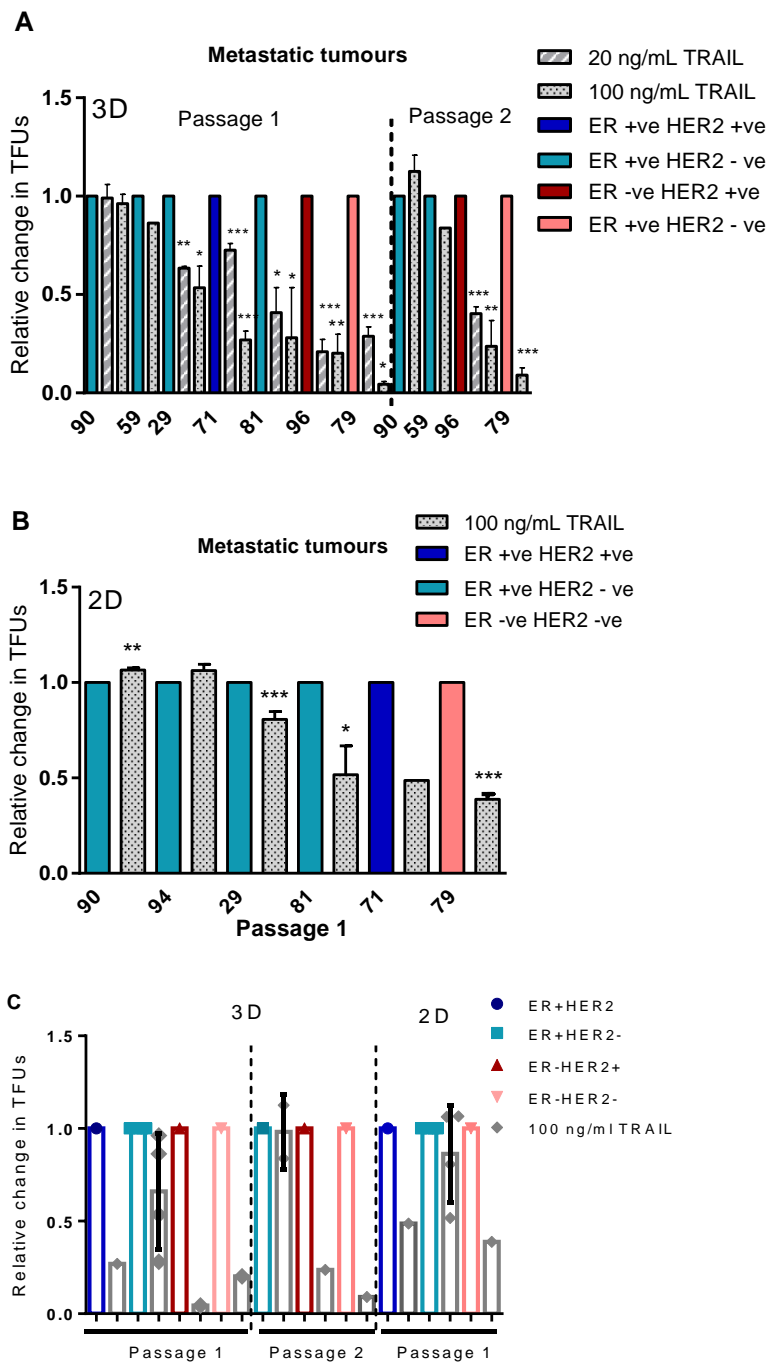 A
Metastatic tumours
20 ng/mL TRAIL
100 ng/mL TRAIL
ER +ve HER2 +ve
ER +ve HER2 - ve
ER -ve HER2 +ve
ER +ve HER2 - ve
3D
Passage 1
Passage 2
Relative change in TFUs
1.5
1.0
0.5
0.0
** * *** *** * * *** ** *** * *** ** ***
90 59 29 71 81 96 79 90 59 96 79
B
Metastatic tumours
100 ng/mL TRAIL
ER +ve HER2 +ve
ER +ve HER2 - ve
ER -ve HER2 -ve
2D
Relative change in TFUs
1.5
1.0
0.5
0.0
** *** * ***
90 94 29 81 71 79
Passage 1
C
3D
2D
ER+HER2
ER+HER2-
ER-HER2+
ER-HER2-
100 ng/ml TRAIL
Relative change in TFUs
1.5
1.0
0.5
0.0
Passage 1 Passage 2 Passage 1